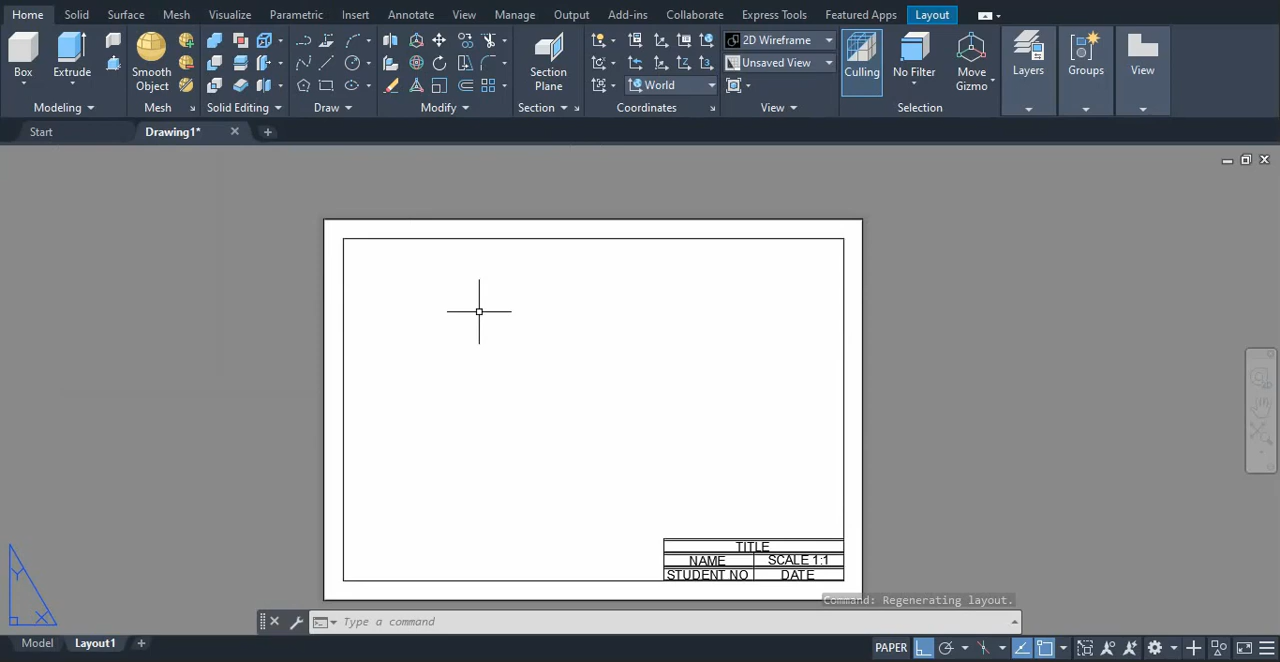 Home Solid Surface Mesh Visualize Parametric Insert Annotate View Manage Output Add-ins Collaborate Express Tools Featured Apps Layout
Box Extrude Smooth Object Section Plane 2D Wireframe Unsaved View World Culling No Filter Move Gizmo Layers Groups View
Modeling Mesh Solid Editing Draw Modify Section Coordinates View Selection
Start Drawing1*
TITLE
NAME SCALE 1:1
STUDENT NO DATE
Command: Regenerating layout.
Type a command
Model Layout1 PAPER
Y
X